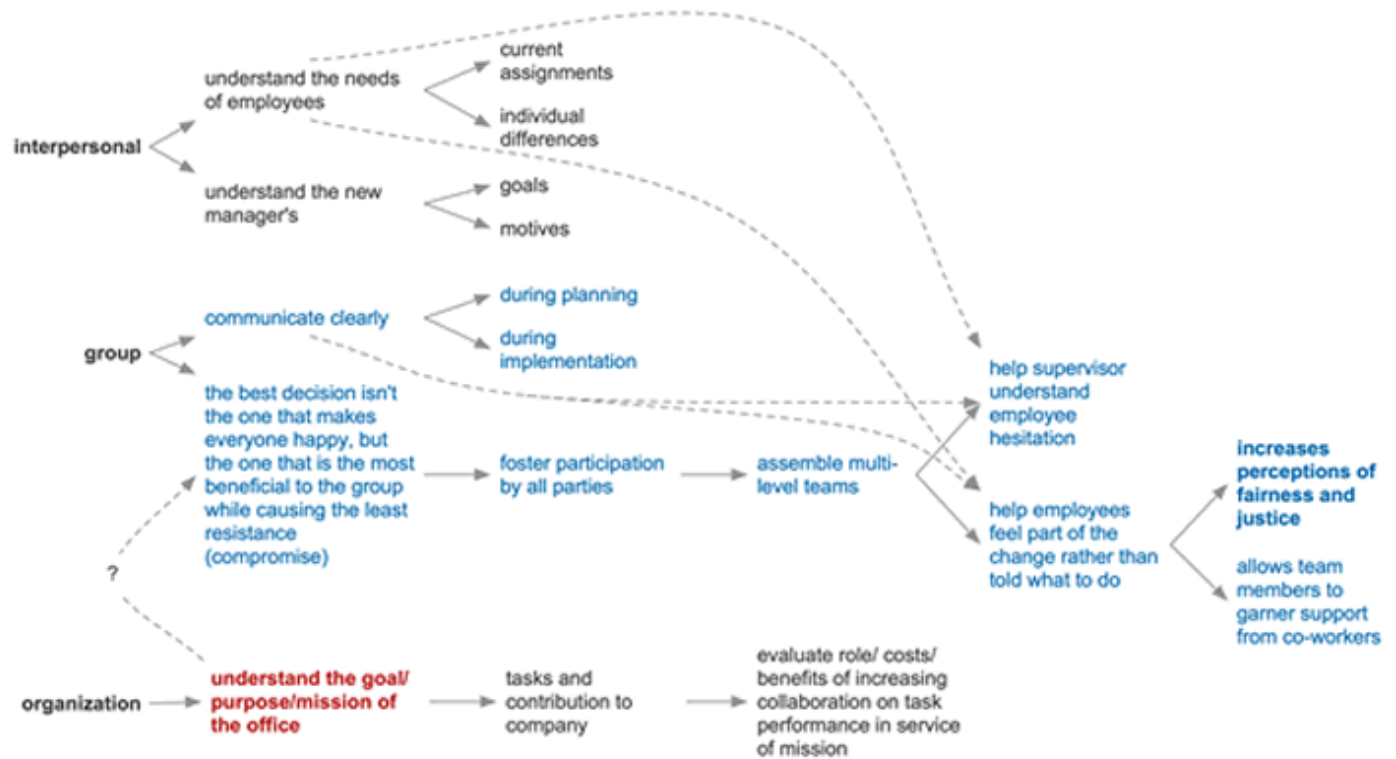 current
assignments
understand the needs
of employees
individual
differences
interpersonal
understand the new
manager's
goals
motives
during planning
communicate clearly
during
implementation
group
the best decision isn't
the one that makes
everyone happy, but
the one that is the most
beneficial to the group
while causing the least
resistance
(compromise)
foster participation
by all parties
assemble multi-
level teams
help supervisor
understand
employee
hesitation
help employees
feel part of the
change rather than
told what to do
increases
perceptions of
fairness and
justice
allows team
members to
garner support
from co-workers
?
organization
understand the goal/
purpose/mission of
the office
tasks and
contribution to
company
evaluate role/ costs/
benefits of increasing
collaboration on task
performance in service
of mission